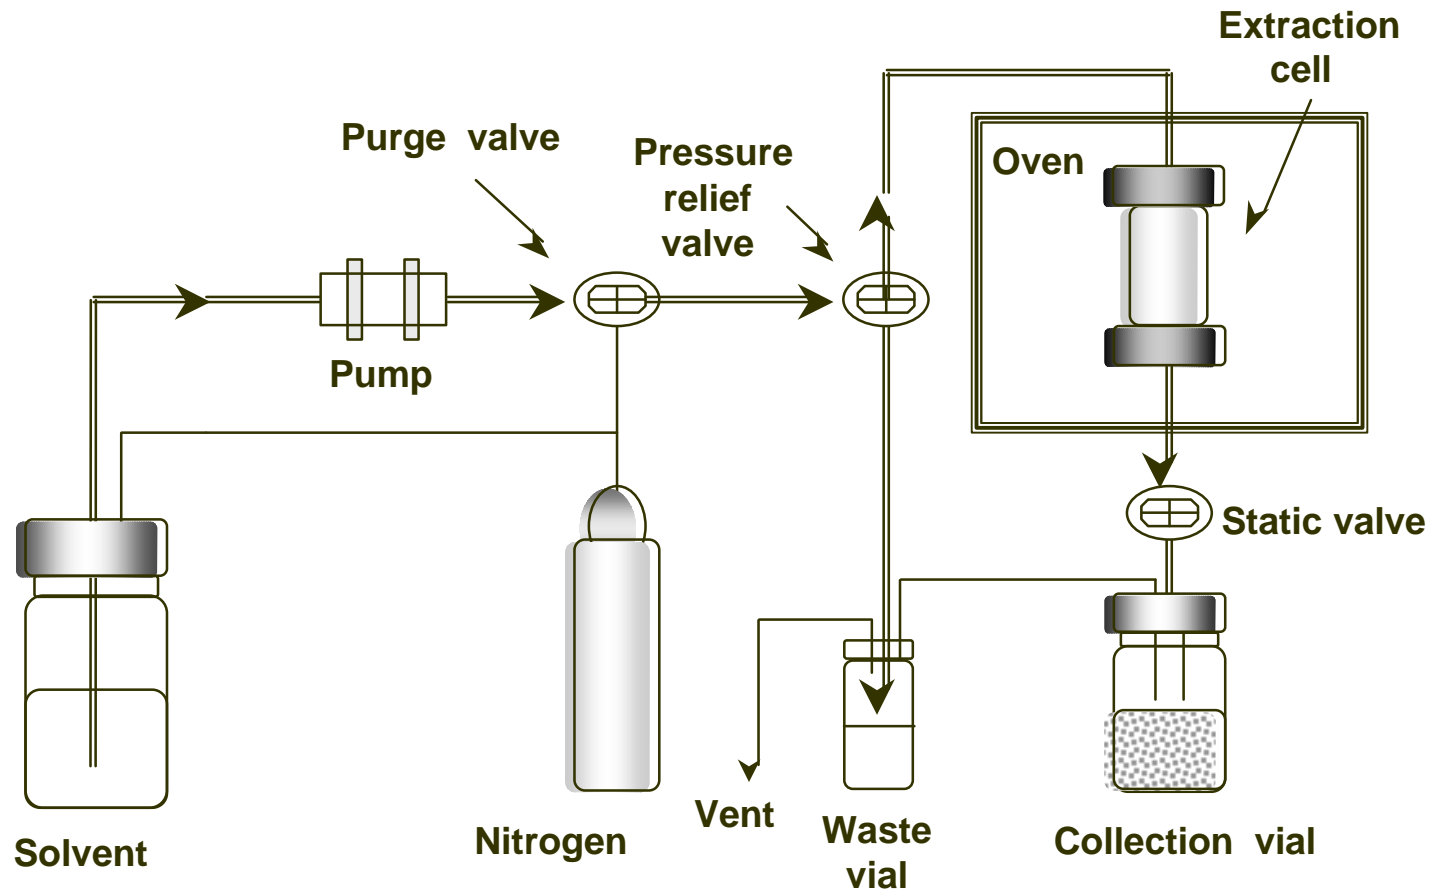 Extraction
cell
Purge valve
Pressure
relief
valve
Oven
Pump
Static valve
Vent
Waste
vial
Solvent
Nitrogen
Collection vial